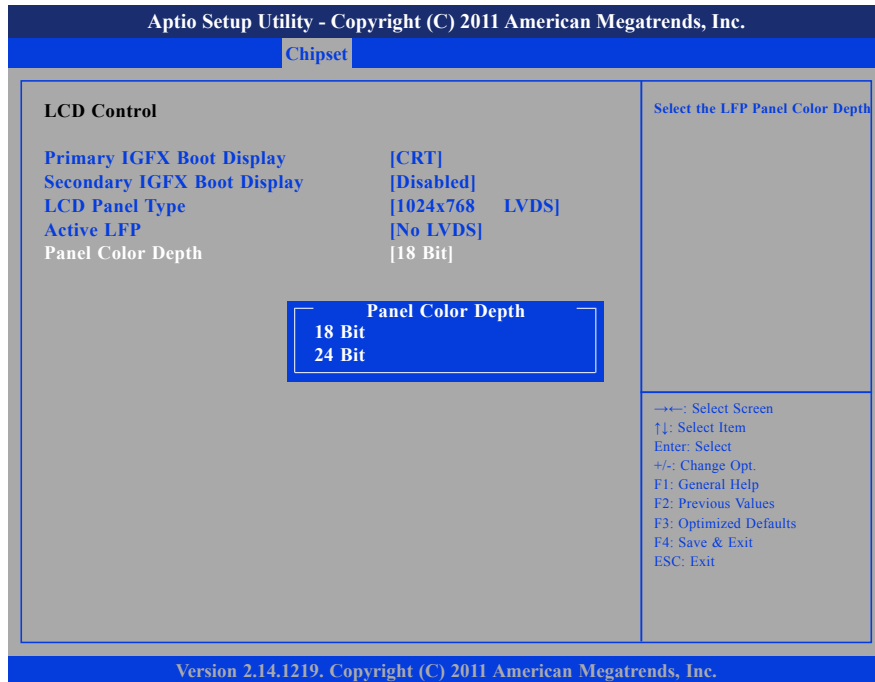 Aptio Setup Utility - Copyright (C) 2011 American Megatrends, Inc.
Chipset
LCD Control
Primary IGFX Boot Display [CRT]
Secondary IGFX Boot Display [Disabled]
LCD Panel Type [1024x768 LVDS]
Active LFP [No LVDS]
Panel Color Depth [18 Bit]
Panel Color Depth
18 Bit
24 Bit
Select the LFP Panel Color Depth
→←: Select Screen
↑↓: Select Item
Enter: Select
+/-: Change Opt.
F1: General Help
F2: Previous Values
F3: Optimized Defaults
F4: Save & Exit
ESC: Exit
Version 2.14.1219. Copyright (C) 2011 American Megatrends, Inc.